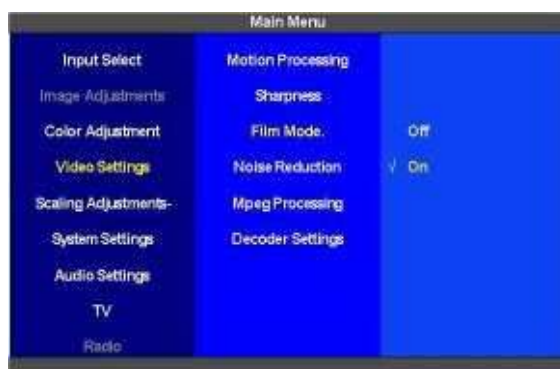 Main Menu
Input Select
Image Adjustments
Color Adjustment
Video Settings
Scaling Adjustments-
System Settings
Audio Settings
TV
Radio
Motion Processing
Sharpness
Film Mode.
Noise Reduction
Mpeg Processing
Decoder Settings
Off
√ On